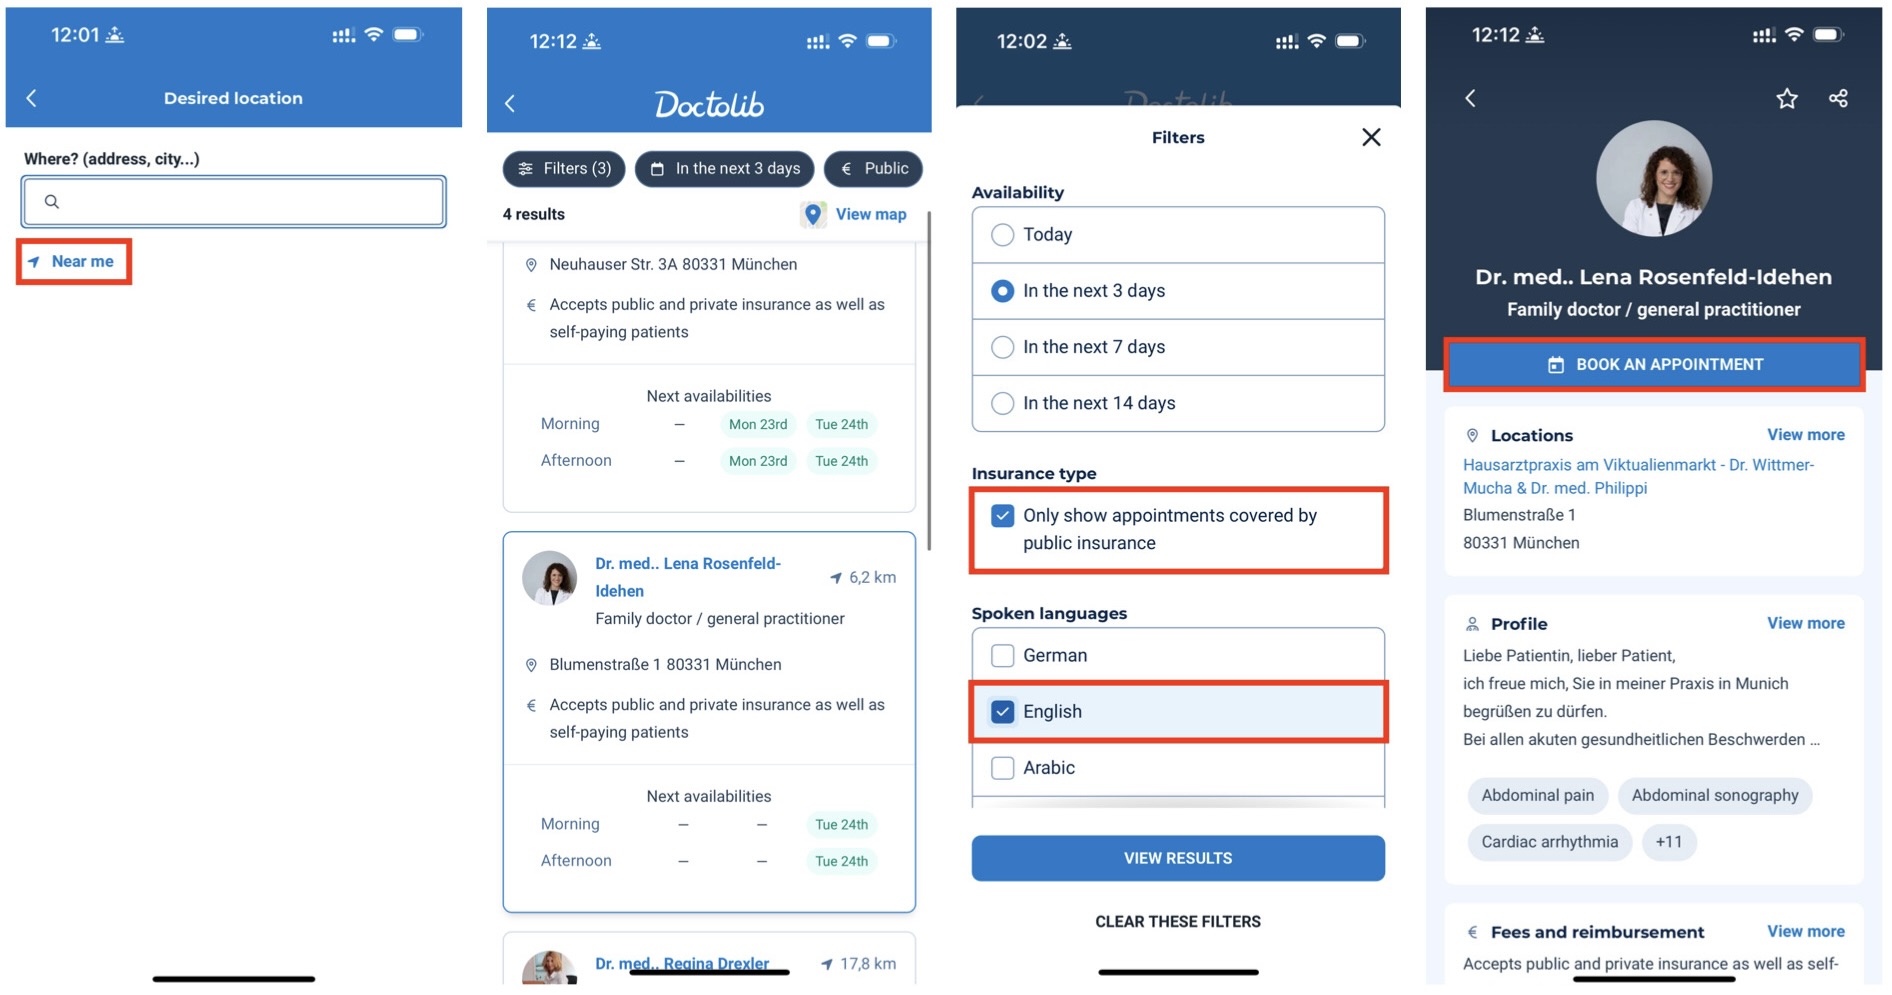 12:01
Desired location
Where? (address, city...)
Near me
12:12
Doctolib
Filters (3)
In the next 3 days
€ Public
4 results
View map
Neuhauser Str. 3A 80331 München
€ Accepts public and private insurance as well as
self-paying patients
Next availabilities
Morning – Mon 23rd Tue 24th
Afternoon – Mon 23rd Tue 24th
Dr. med.. Lena Rosenfeld-
Idehen
6,2 km
Family doctor / general practitioner
Blumenstraße 1 80331 München
€ Accepts public and private insurance as well as
self-paying patients
Next availabilities
Morning – – Tue 24th
Afternoon – – Tue 24th
Dr. med.. Regina Drexler
17,8 km
12:02
Doctolib
Filters
Availability
Today
In the next 3 days
In the next 7 days
In the next 14 days
Insurance type
Only show appointments covered by
public insurance
Spoken languages
German
English
Arabic
VIEW RESULTS
CLEAR THESE FILTERS
12:12
Dr. med.. Lena Rosenfeld-Idehen
Family doctor / general practitioner
BOOK AN APPOINTMENT
Locations
View more
Hausarztpraxis am Viktualienmarkt - Dr. Wittmer-
Mucha & Dr. med. Philippi
Blumenstraße 1
80331 München
Profile
View more
Liebe Patientin, lieber Patient,
ich freue mich, Sie in meiner Praxis in Munich
begrüßen zu dürfen.
Bei allen akuten gesundheitlichen Beschwerden ...
Abdominal pain
Abdominal sonography
Cardiac arrhythmia
+11
€ Fees and reimbursement
View more
Accepts public and private insurance as well as self-